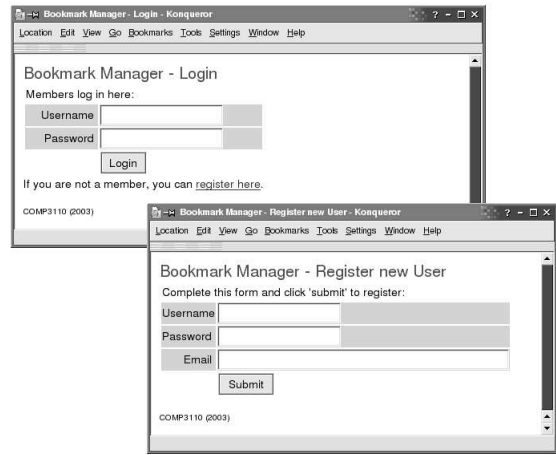 Bookmark Manager - Login - Konqueror
Location Edit View Go Bookmarks Tools Settings Window Help
Bookmark Manager - Login
Members log in here:
Username
Password
Login
If you are not a member, you can register here.
COMP3110 (2003)
Bookmark Manager - Register new User - Konqueror
Location Edit View Go Bookmarks Tools Settings Window Help
Bookmark Manager - Register new User
Complete this form and click 'submit' to register:
Username
Password
Email
Submit
COMP3110 (2003)